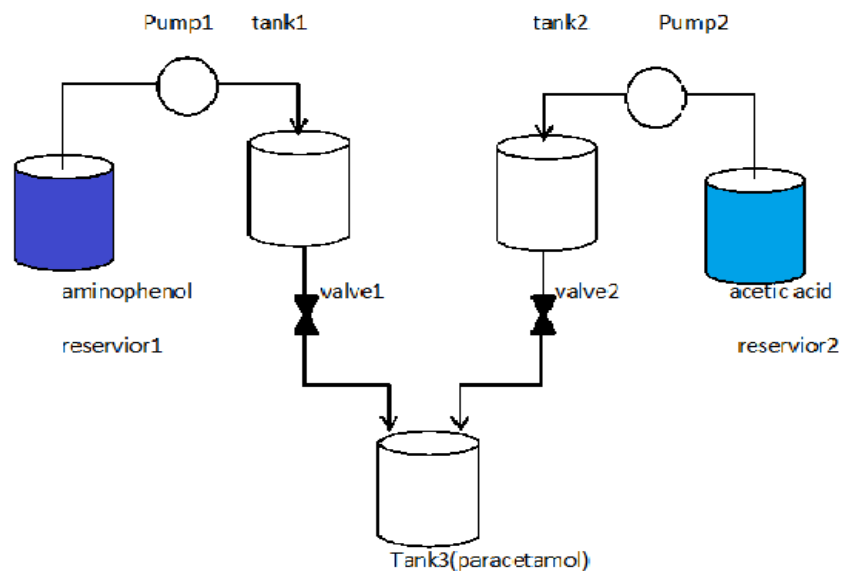 Pump1 tank1 tank2 Pump2
aminophenol valve1 valve2 acetic acid
reservior1 reservior2
Tank3(paracetamol)